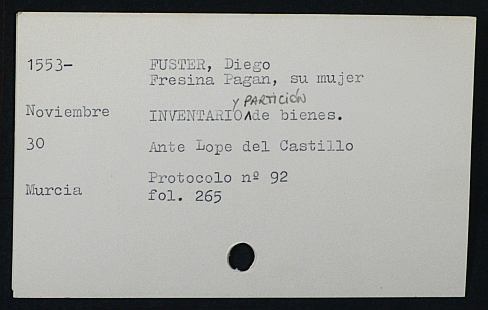 1553- FUSTER, Diego
Fresina Pagan, su mujer
y PARTICIÓN
Noviembre INVENTARIO ∧ de bienes.
30 Ante Lope del Castillo
Protocolo nº 92
Murcia fol. 265